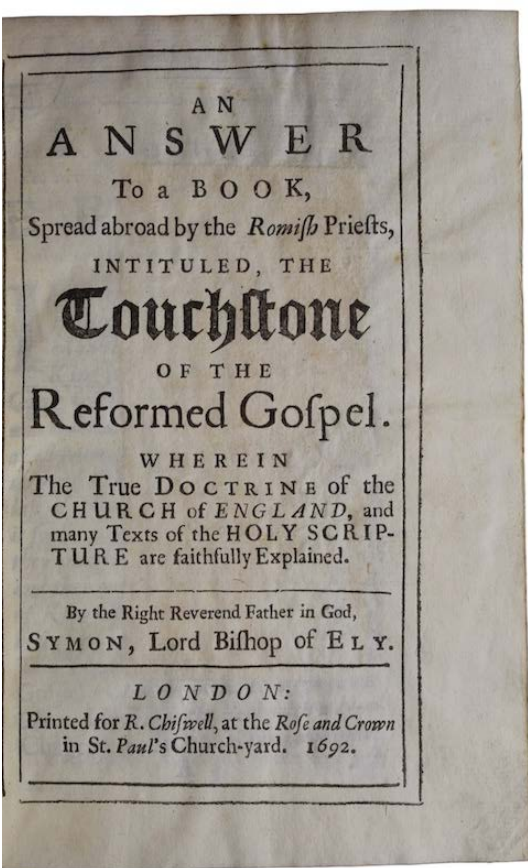 AN
ANSWER
To a BOOK,
Spread abroad by the Romiſh Prieſts,
INTITULED, THE
Touchſtone
OF THE
Reformed Goſpel.
WHEREIN
The True DOCTRINE of the
CHURCH of ENGLAND, and
many Texts of the HOLY SCRIP-
TURE are faithfully Explained.
By the Right Reverend Father in God,
SYMON, Lord Biſhop of ELY.
LONDON:
Printed for R. Chiſwell, at the Roſe and Crown
in St. Paul's Church-yard. 1692.